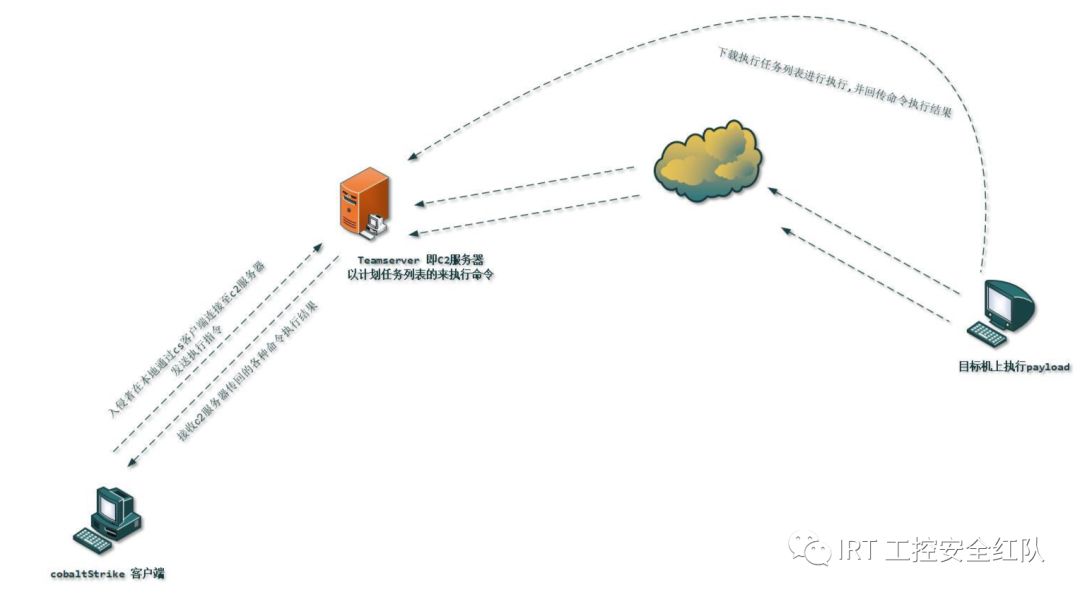 下载执行任务列表进行执行,并回传命令执行结果
Teamserver 即C2服务器
以计划任务列表的来执行命令
入侵者在本地通过cs客户端连接至c2服务器
发送执行指令
接收c2服务器传回的各种命令执行结果
目标机上执行payload
cobaltStrike 客户端
IRT 工控安全红队